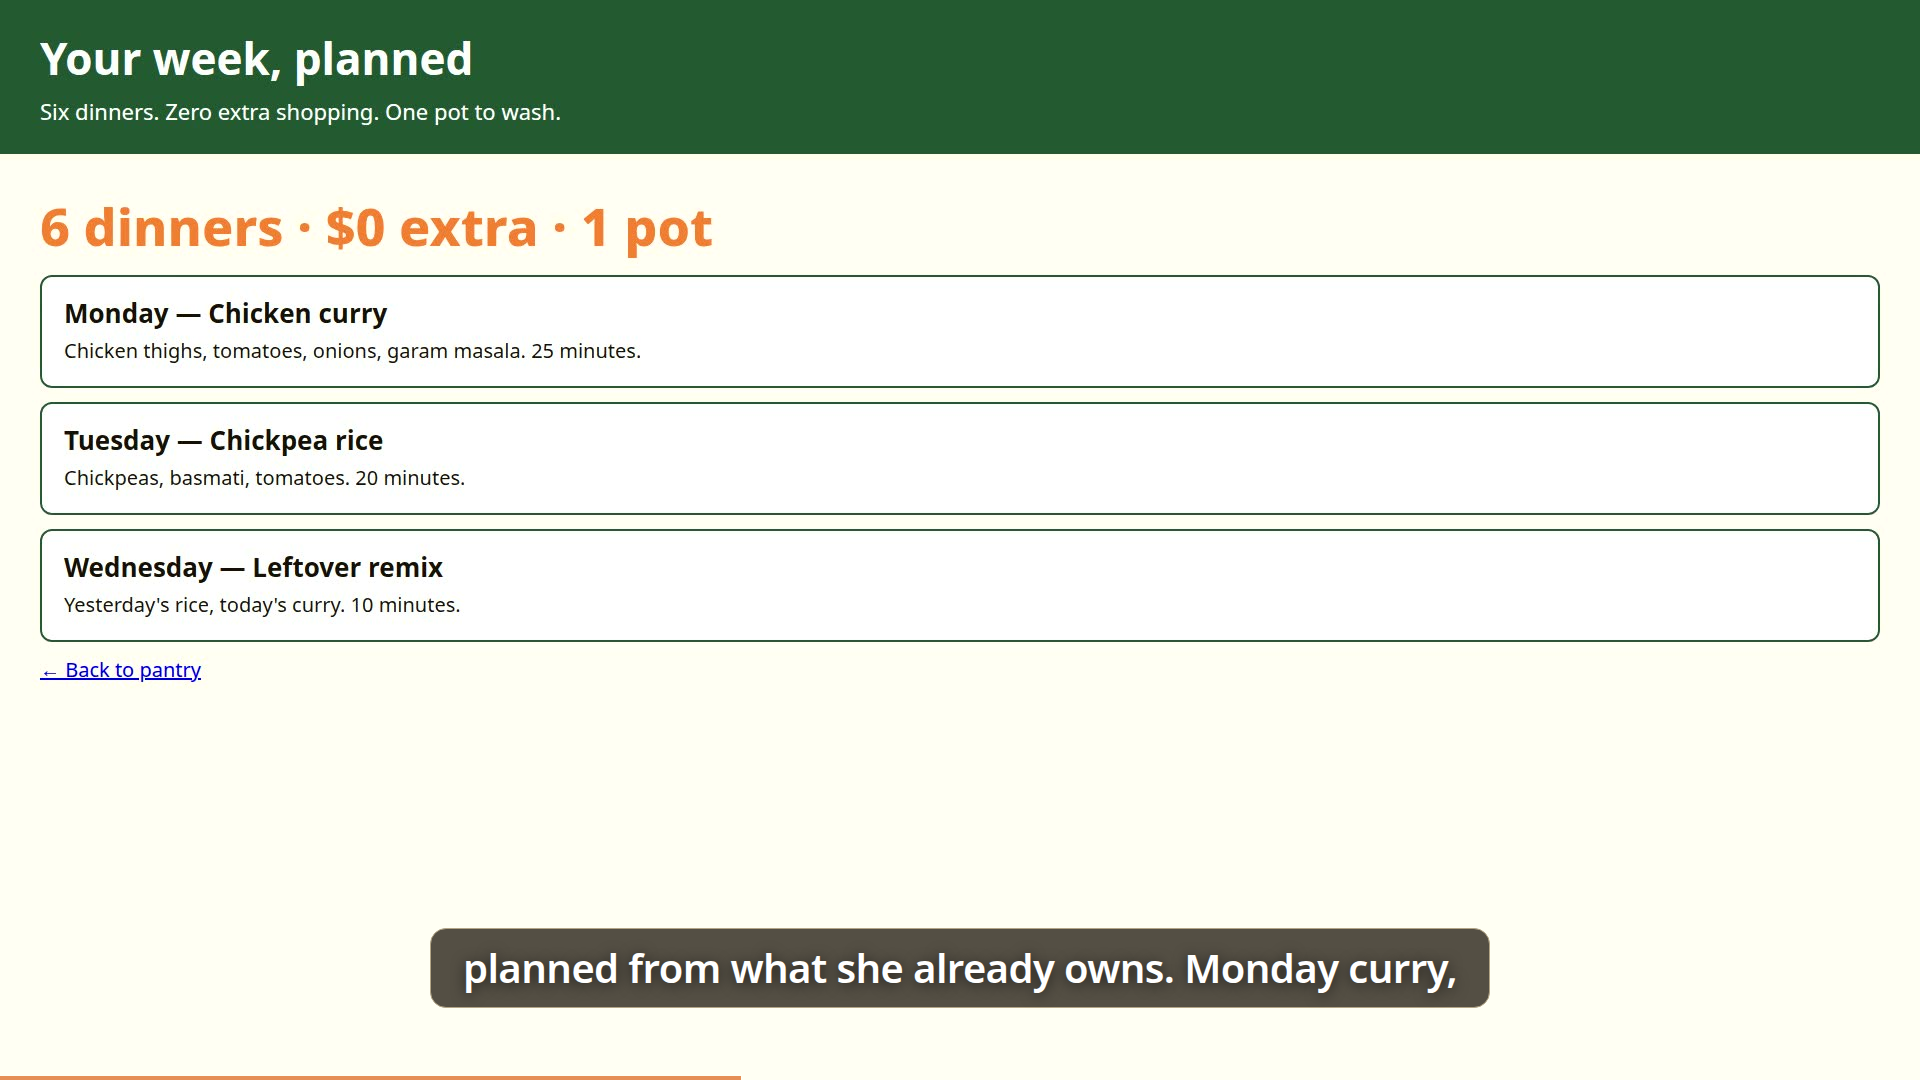 Your week, planned
Six dinners. Zero extra shopping. One pot to wash.
6 dinners · $0 extra · 1 pot
Monday — Chicken curry
Chicken thighs, tomatoes, onions, garam masala. 25 minutes.
Tuesday — Chickpea rice
Chickpeas, basmati, tomatoes. 20 minutes.
Wednesday — Leftover remix
Yesterday's rice, today's curry. 10 minutes.
← Back to pantry
planned from what she already owns. Monday curry,